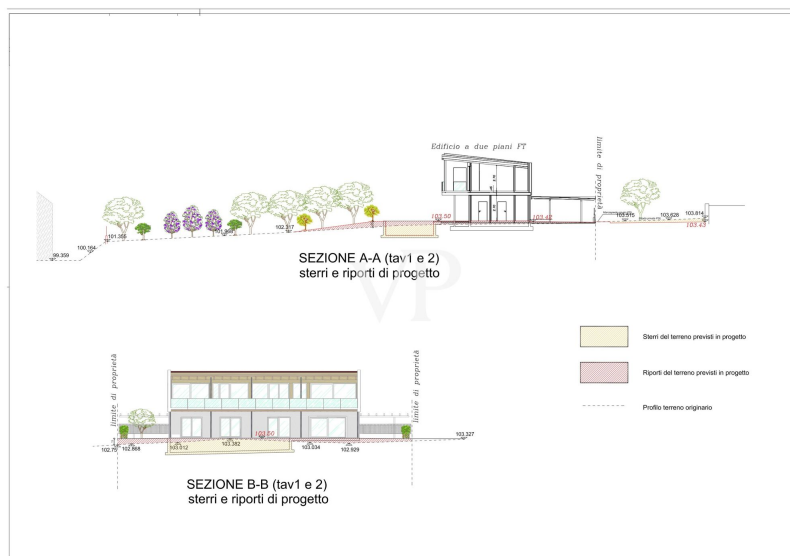 Edificio a due piani FT
limite di proprietà
103.50
103.42
103.515
103.628
103.614
103.43
102.317
101.355
100.164
99.359
SEZIONE A-A (tav1 e 2)
sterri e riporti di progetto
VP
Sterri del terreno previsti in progetto
Riporti del terreno previsti in progetto
Profilo terreno originario
limite di proprietà
limite di proprietà
103.50
103.327
102.75
102.868
103.012
103.382
103.034
102.929
SEZIONE B-B (tav1 e 2)
sterri e riporti di progetto